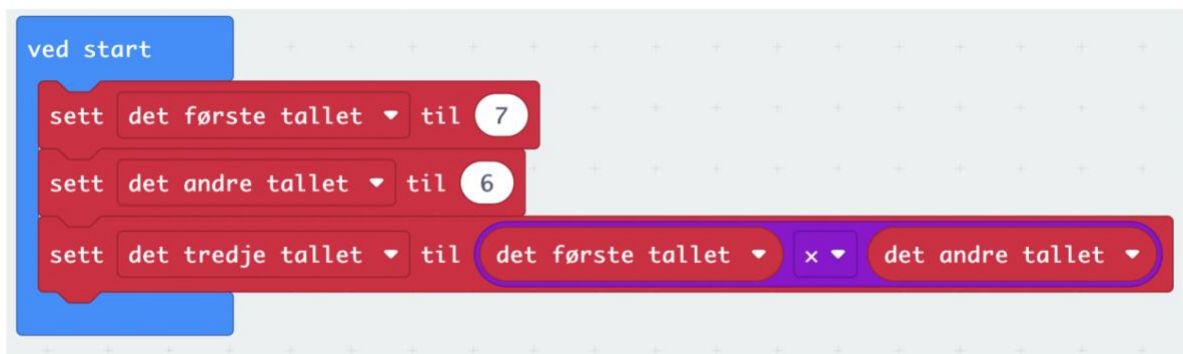 ved start
sett det første tallet til 7
sett det andre tallet til 6
sett det tredje tallet til det første tallet × det andre tallet